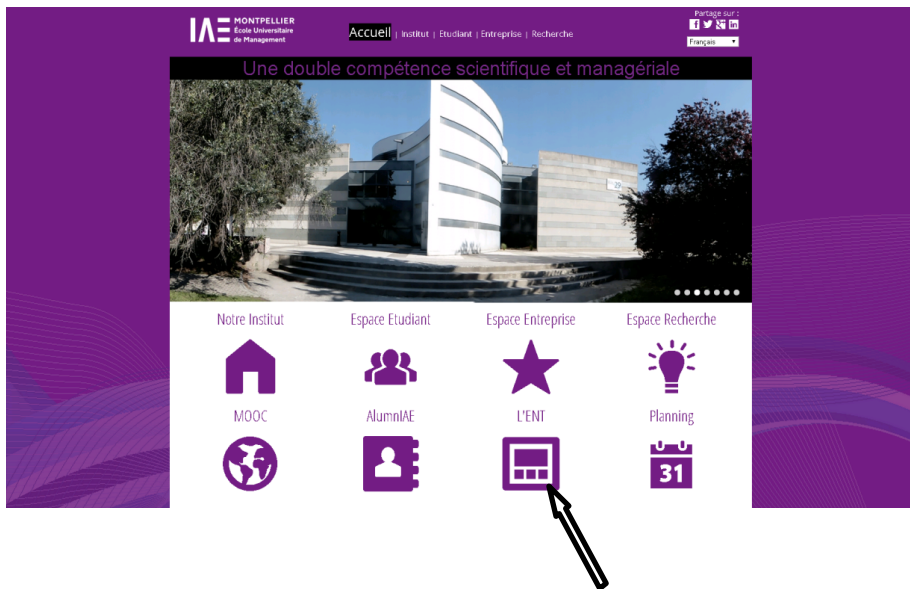 MONTPELLIER
École Universitaire
de Management
Accueil | Institut | Etudiant | Entreprise | Recherche
Partage sur :
Français
Une double compétence scientifique et managériale
29
Notre Institut
Espace Etudiant
Espace Entreprise
Espace Recherche
MOOC
AlumnIAE
L'ENT
Planning
31